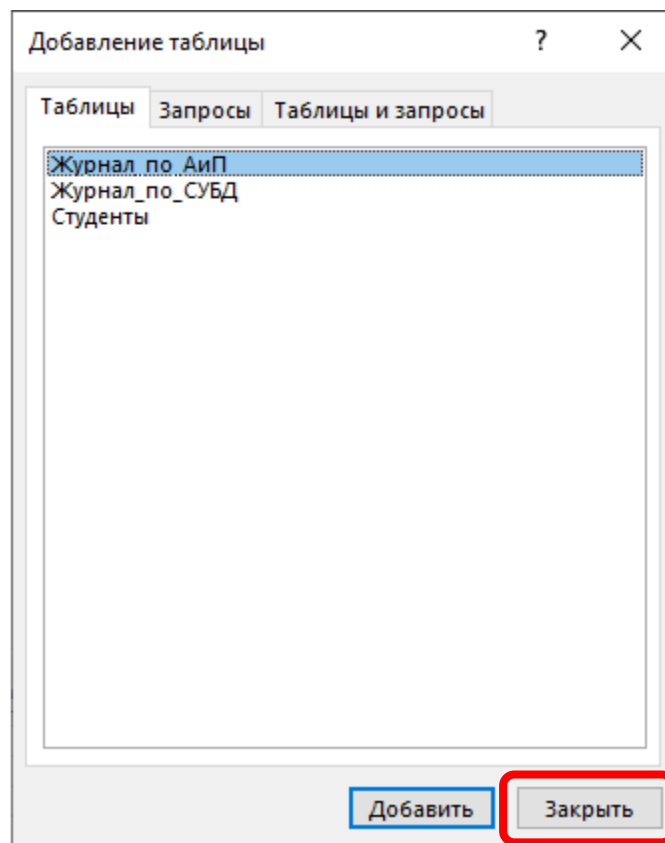 Добавление таблицы ?
Таблицы Запросы Таблицы и запросы
Журнал_по_АиП
Журнал_по_СУБД
Студенты
Добавить Закрыть